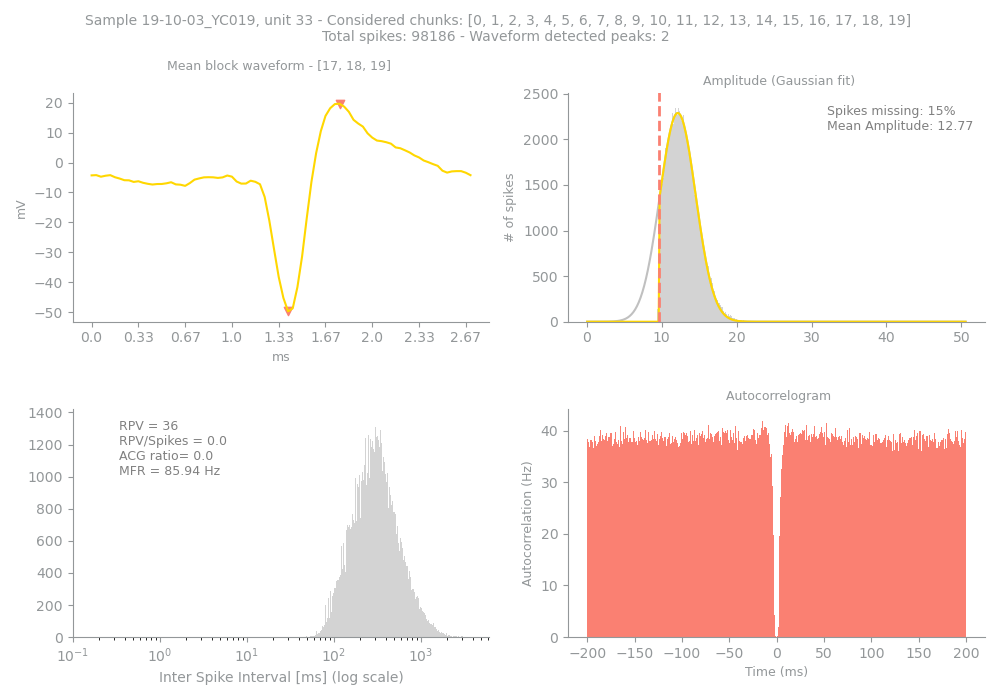 Sample 19-10-03_YC019, unit 33 - Considered chunks: [0, 1, 2, 3, 4, 5, 6, 7, 8, 9, 10, 11, 12, 13, 14, 15, 16, 17, 18, 19]
Total spikes: 98186 - Waveform detected peaks: 2
Mean block waveform - [17, 18, 19]
20
10
0
−10
−20
−30
−40
−50
mV
0.0 0.33 0.67 1.0 1.33 1.67 2.0 2.33 2.67
ms
Amplitude (Gaussian fit)
Spikes missing: 15%
Mean Amplitude: 12.77
2500
2000
1500
1000
500
0
# of spikes
0 10 20 30 40 50
RPV = 36
RPV/Spikes = 0.0
ACG ratio= 0.0
MFR = 85.94 Hz
1400
1200
1000
800
600
400
200
0
10⁻¹ 10⁰ 10¹ 10² 10³
Inter Spike Interval [ms] (log scale)
Autocorrelogram
40
30
20
10
0
Autocorrelation (Hz)
−200 −150 −100 −50 0 50 100 150 200
Time (ms)